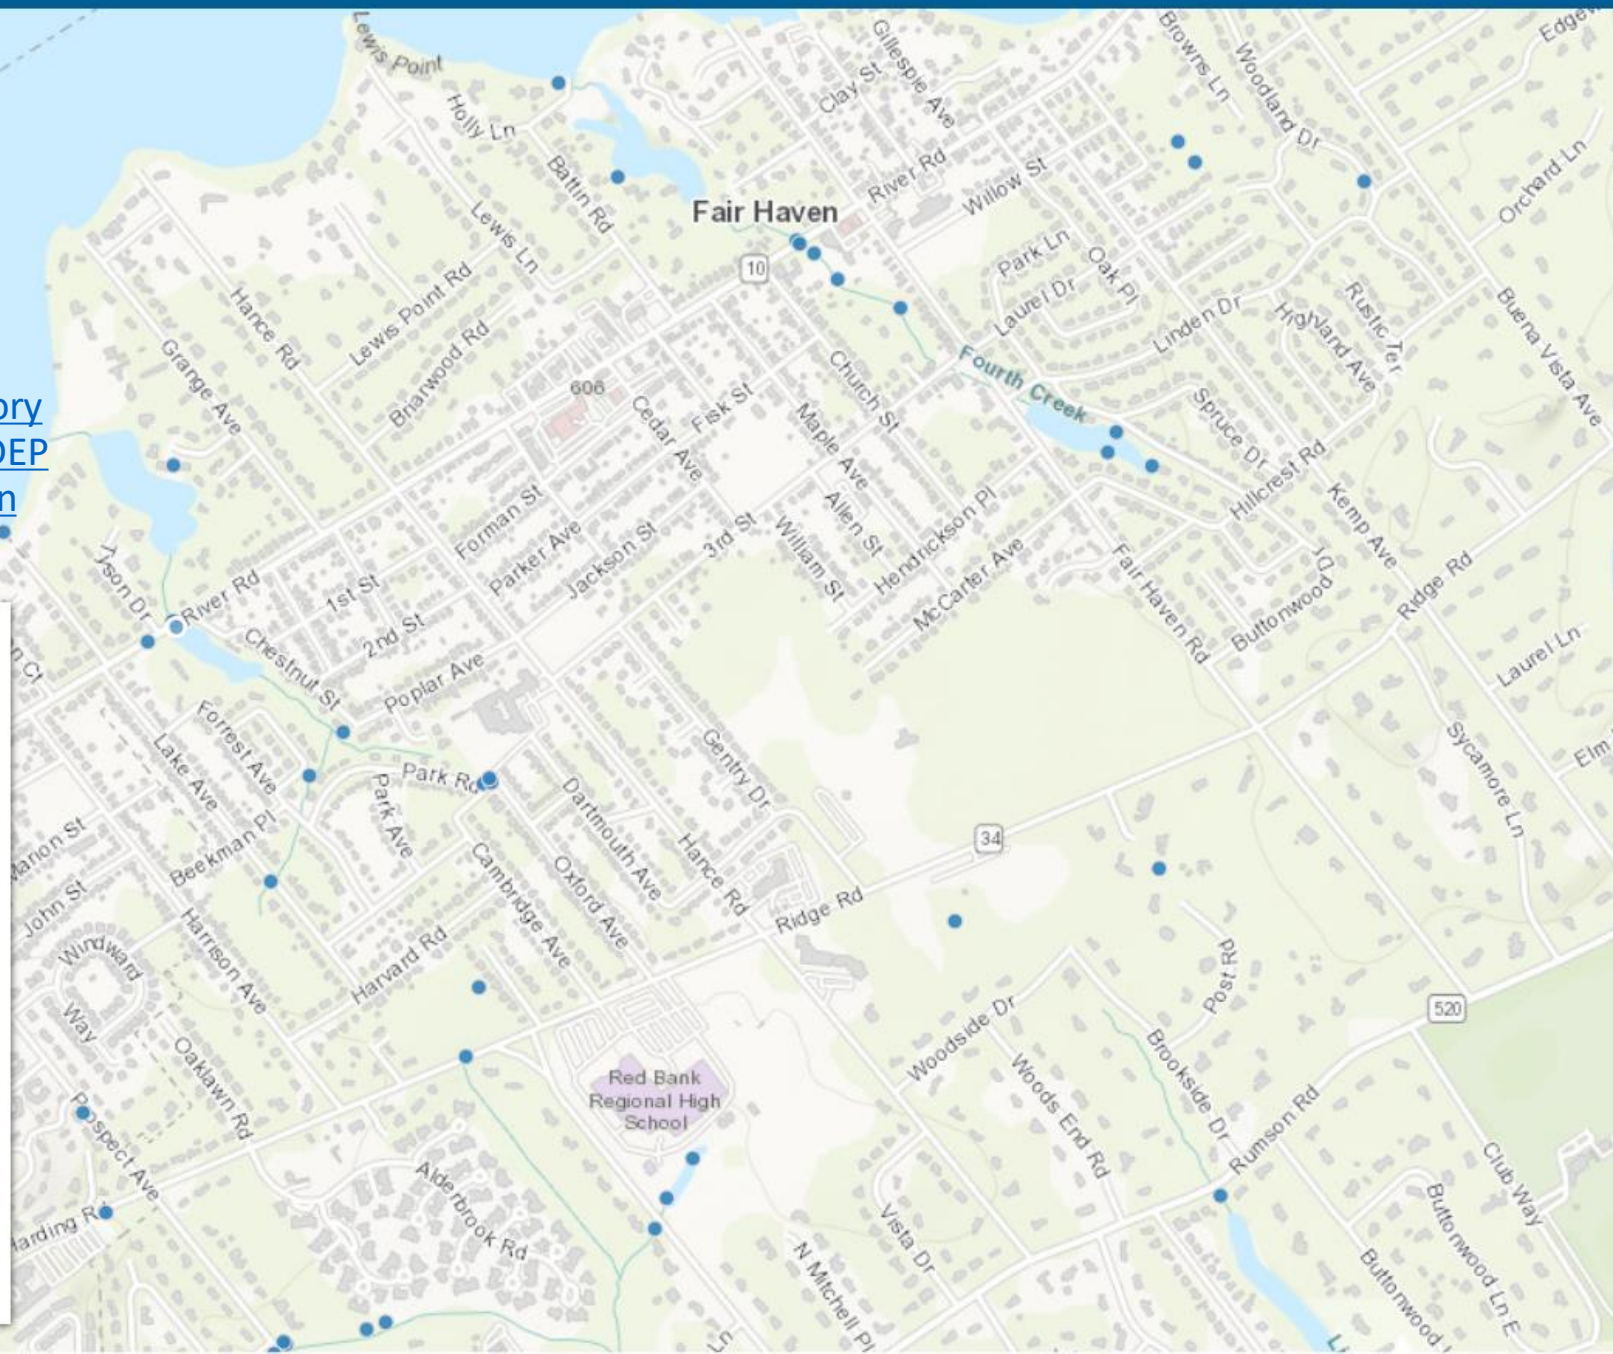 Lewis Point
Holly Ln
Battin Rd
Lewis Ln
Gillespie Ave
Clay St
River Rd
Willow St
Browns Ln
Woodland Dr
Orchard Ln
Fair Haven
10
Park Ln
Oak Pl
Laurel Dr
Linden Dr
Highland Ave
Rustic Ter
Buena Vista Ave
Hance Rd
Lewis Point Rd
Briarwood Rd
Grange Ave
606
Cedar Ave
Fisk St
Church St
Maple Ave
Fourth Creek
Spruce Dr
Hillcrest Rd
Kemp Ave
Forman St
Parker Ave
Jackson St
3rd St
Allen St
William St
Hendrickson Pl
McCarter Ave
Fair Haven Rd
Buttonwood Dr
Ridge Rd
Laurel Ln
Tyson Dr
River Rd
1st St
2nd St
Chestnut St
Poplar Ave
Forrest Ave
Lake Ave
Park Rd
Park Ave
Beekman Pl
Marion St
John St
Gentry Dr
Dartmouth Ave
Hance Rd
Cambridge Ave
Oxford Ave
34
Ridge Rd
Sycamore Ln
Elm
Windward
Way
Harrison Ave
Harvard Rd
Oaklawn Rd
Post Rd
520
Woodside Dr
Woods End Rd
Brookside Dr
Rumson Rd
Red Bank
Regional High
School
Prospect Ave
Harding Rd
Alderbrook Rd
Vista Dr
N Mitchell Pl
Club Way
Buttonwood Ln E
Buttonwood